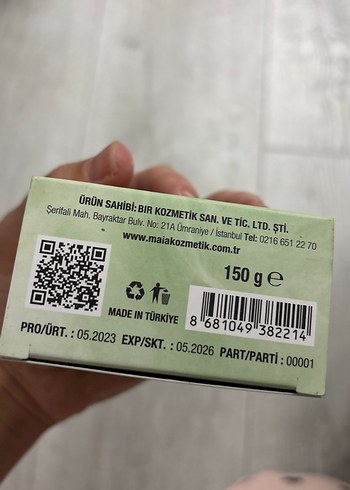 ÜRÜN SAHİBİ: BIR KOZMETİK SAN. VE TİC. LTD. ŞTİ.
Şerifali Mah. Bayraktar Bulv. No: 21A Ümraniye / İstanbul Tel: 0216 651 22 70
www.maiakozmetik.com.tr
150 g ℮
MADE IN TÜRKİYE
8 681049 382214
PRO/ÜRT. : 05.2023 EXP/SKT. : 05.2026 PART/PARTİ : 00001